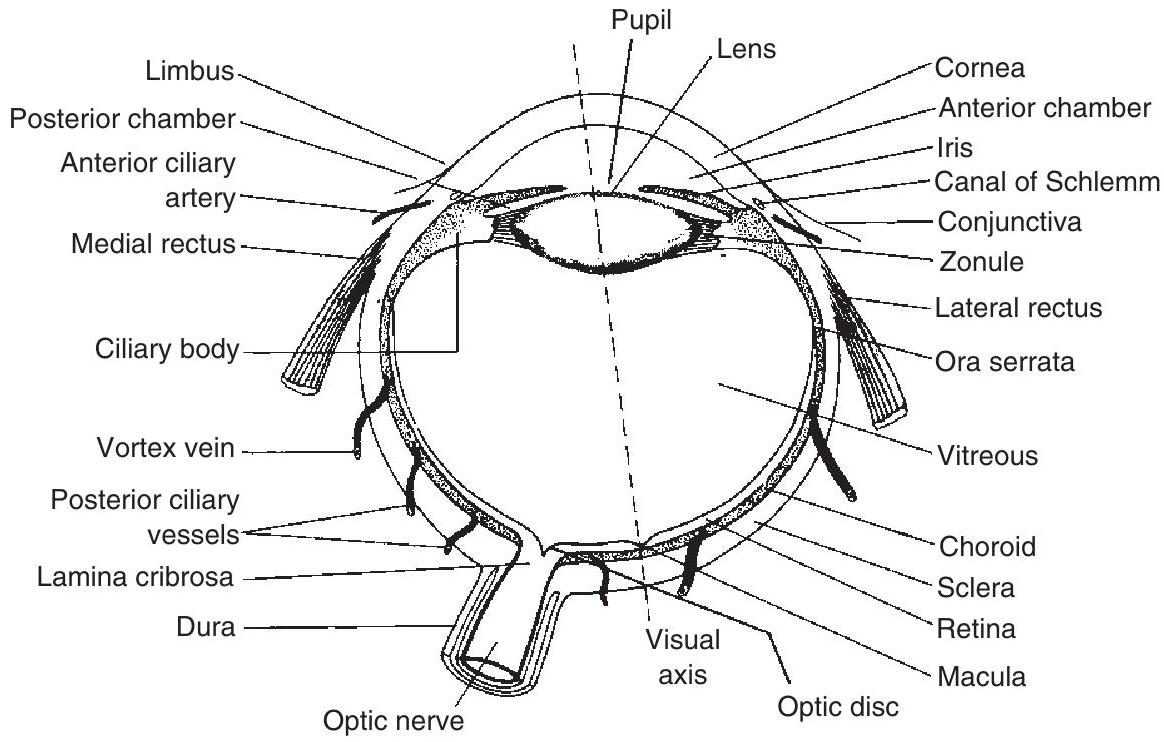 Pupil
Lens
Limbus
Posterior chamber
Anterior ciliary
artery
Medial rectus
Ciliary body
Vortex vein
Posterior ciliary
vessels
Lamina cribrosa
Dura
Optic nerve
Cornea
Anterior chamber
Iris
Canal of Schlemm
Conjunctiva
Zonule
Lateral rectus
Ora serrata
Vitreous
Choroid
Sclera
Retina
Macula
Optic disc
Visual
axis